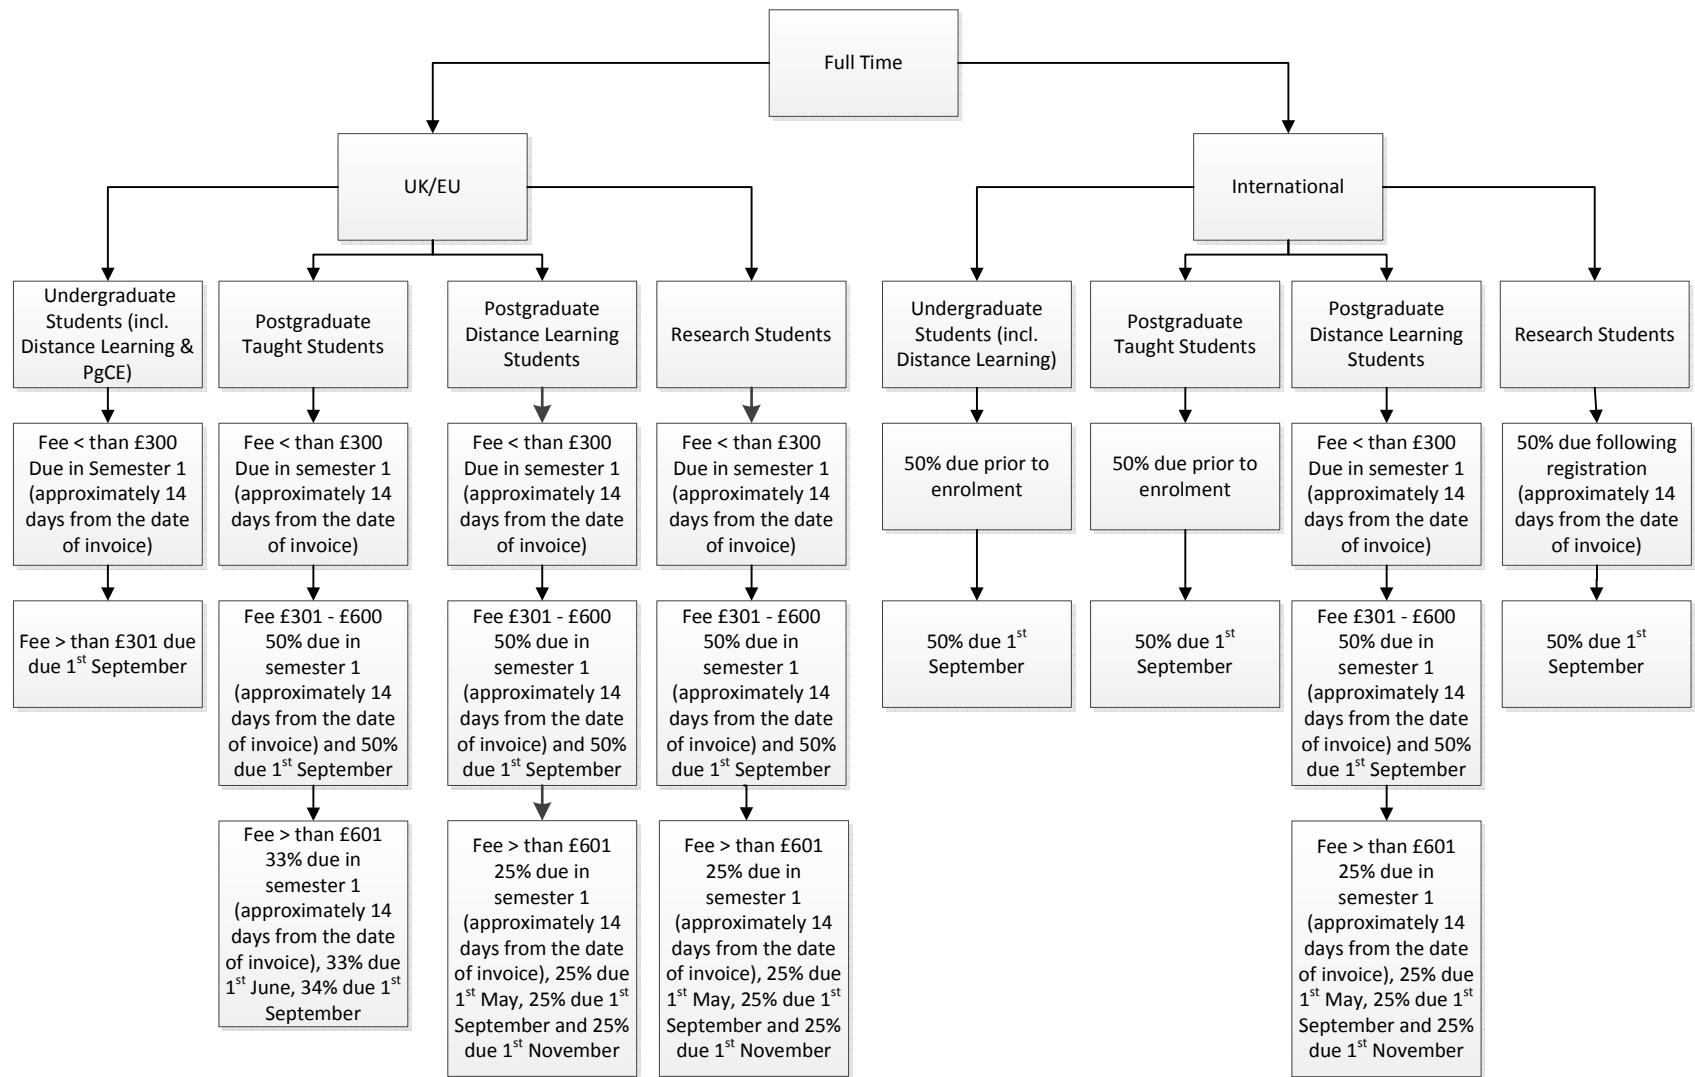 Full Time
UK/EU
International
Undergraduate
Students (incl.
Distance Learning &
PgCE)
Postgraduate
Taught Students
Postgraduate
Distance Learning
Students
Research Students
Undergraduate
Students (incl.
Distance Learning)
Postgraduate
Taught Students
Postgraduate
Distance Learning
Students
Research Students
Fee < than £300
Due in Semester 1
(approximately 14
days from the date
of invoice)
Fee < than £300
Due in semester 1
(approximately 14
days from the date
of invoice)
Fee < than £300
Due in semester 1
(approximately 14
days from the date
of invoice)
Fee < than £300
Due in semester 1
(approximately 14
days from the date
of invoice)
50% due prior to
enrolment
50% due prior to
enrolment
Fee < than £300
Due in semester 1
(approximately 14
days from the date
of invoice)
50% due following
registration
(approximately 14
days from the date
of invoice)
Fee > than £301 due
due 1st September
Fee £301 - £600
50% due in
semester 1
(approximately 14
days from the date
of invoice) and 50%
due 1st September
Fee £301 - £600
50% due in
semester 1
(approximately 14
days from the date
of invoice) and 50%
due 1st September
Fee £301 - £600
50% due in
semester 1
(approximately 14
days from the date
of invoice) and 50%
due 1st September
50% due 1st
September
50% due 1st
September
Fee £301 - £600
50% due in
semester 1
(approximately 14
days from the date
of invoice) and 50%
due 1st September
50% due 1st
September
Fee > than £601
33% due in
semester 1
(approximately 14
days from the date
of invoice), 33% due
1st June, 34% due 1st
September
Fee > than £601
25% due in
semester 1
(approximately 14
days from the date
of invoice), 25% due
1st May, 25% due 1st
September and 25%
due 1st November
Fee > than £601
25% due in
semester 1
(approximately 14
days from the date
of invoice), 25% due
1st May, 25% due 1st
September and 25%
due 1st November
Fee > than £601
25% due in
semester 1
(approximately 14
days from the date
of invoice), 25% due
1st May, 25% due 1st
September and 25%
due 1st November